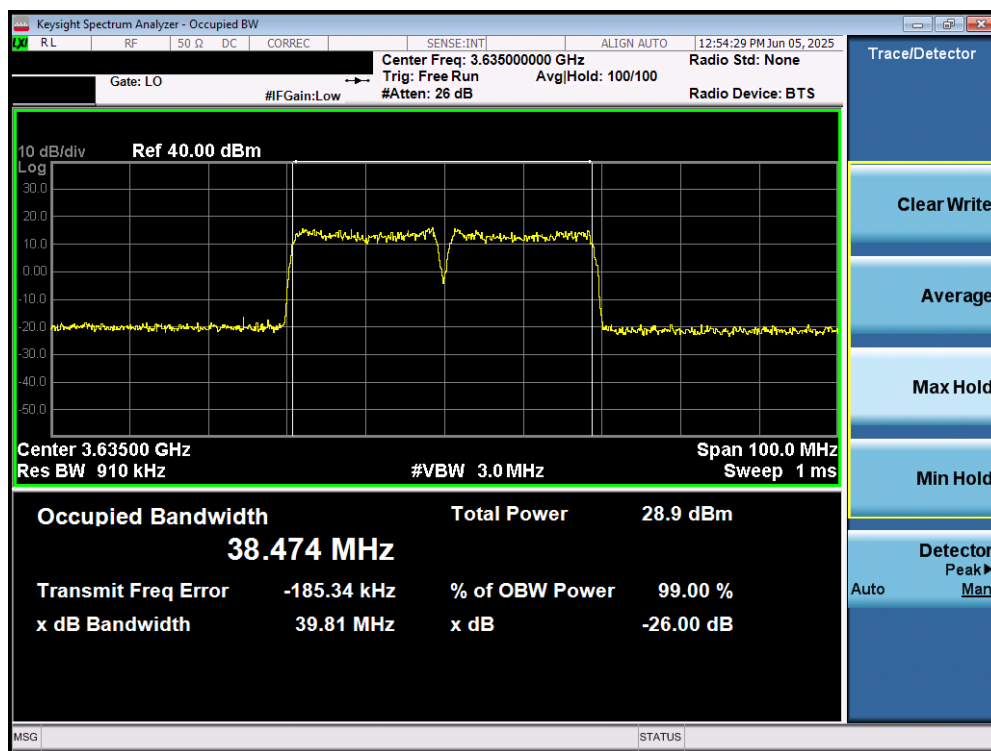 Keysight Spectrum Analyzer - Occupied BW
LXI RL RF 50 Ω DC CORREC SENSE:INT ALIGN AUTO 12:54:29 PM Jun 05, 2025
Center Freq: 3.635000000 GHz Radio Std: None
Gate: LO Trig: Free Run Avg|Hold: 100/100
#IFGain:Low #Atten: 26 dB Radio Device: BTS
10 dB/div Ref 40.00 dBm
Log
30.0
20.0
10.0
0.00
-10.0
-20.0
-30.0
-40.0
-50.0
Center 3.63500 GHz Span 100.0 MHz
Res BW 910 kHz #VBW 3.0 MHz Sweep 1 ms
Occupied Bandwidth Total Power 28.9 dBm
38.474 MHz
Transmit Freq Error -185.34 kHz % of OBW Power 99.00 %
x dB Bandwidth 39.81 MHz x dB -26.00 dB
MSG STATUS
Trace/Detector
Clear Write
Average
Max Hold
Min Hold
Detector
Peak▶
Auto Man